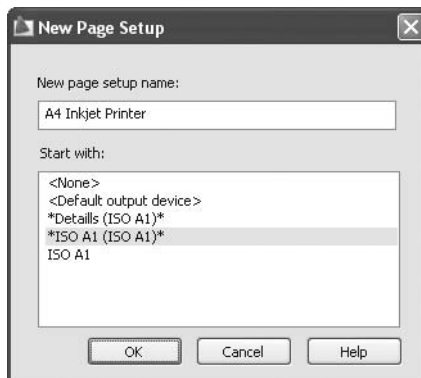 New Page Setup
New page setup name:
A4 Inkjet Printer
Start with:
<None>
<Default output device>
*Detaills (ISO A1)*
*ISO A1 (ISO A1)*
ISO A1
OK Cancel Help